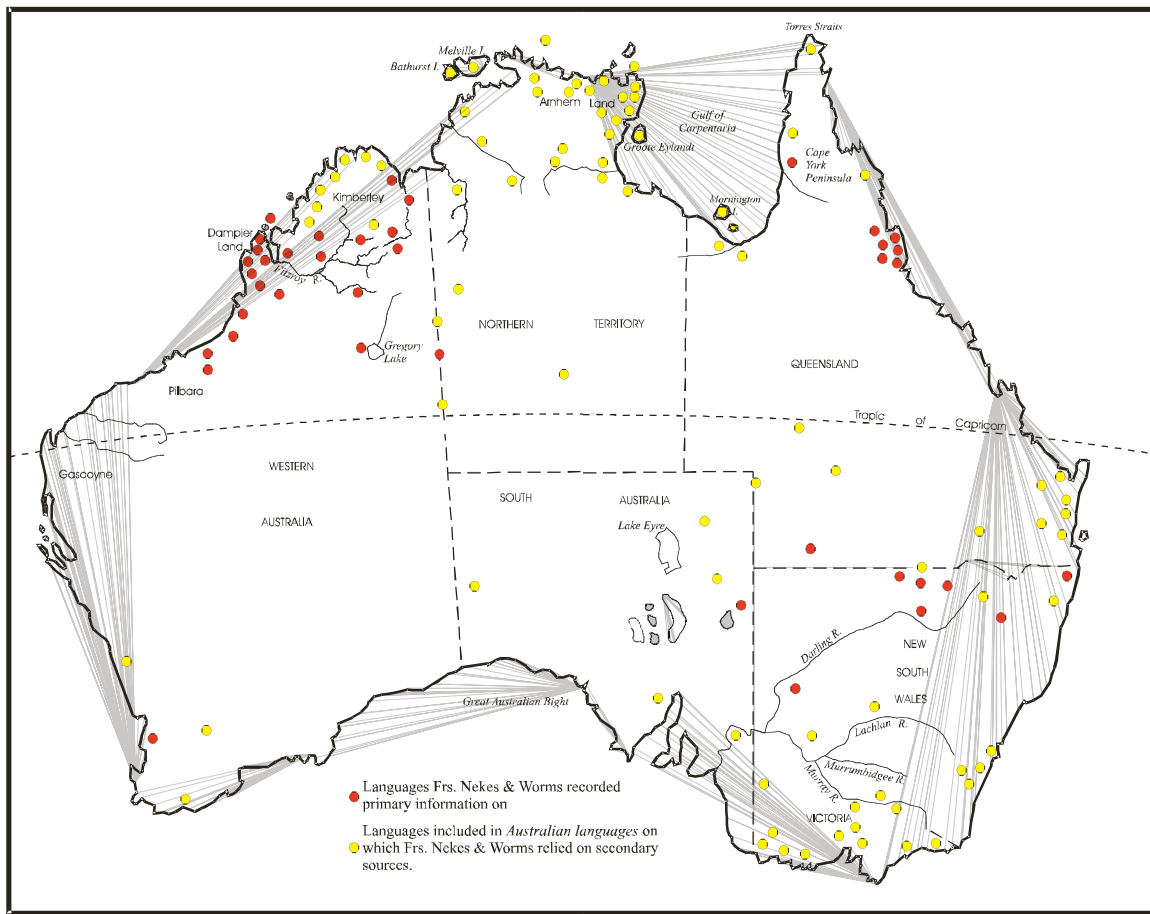 Torres Straits
Melville I.
Bathurst I.
Arnhem Land
Gulf of
Carpentaria
Groote Eylandt
Cape
York
Peninsula
Kimberley
Mornington
I.
Dampier
Land
Fitzroy R.
NORTHERN TERRITORY
Gregory
Lake
QUEENSLAND
Pilbara
Tropic of Capricorn
Gascoyne
WESTERN
AUSTRALIA
SOUTH AUSTRALIA
Lake Eyre
Darling R.
NEW
SOUTH
WALES
Great Australian Bight
Lachlan R.
Murrumbidgee R.
Murray R.
VICTORIA
Languages Frs. Nekes & Worms recorded
primary information on
Languages included in Australian languages on
which Frs. Nekes & Worms relied on secondary
sources.